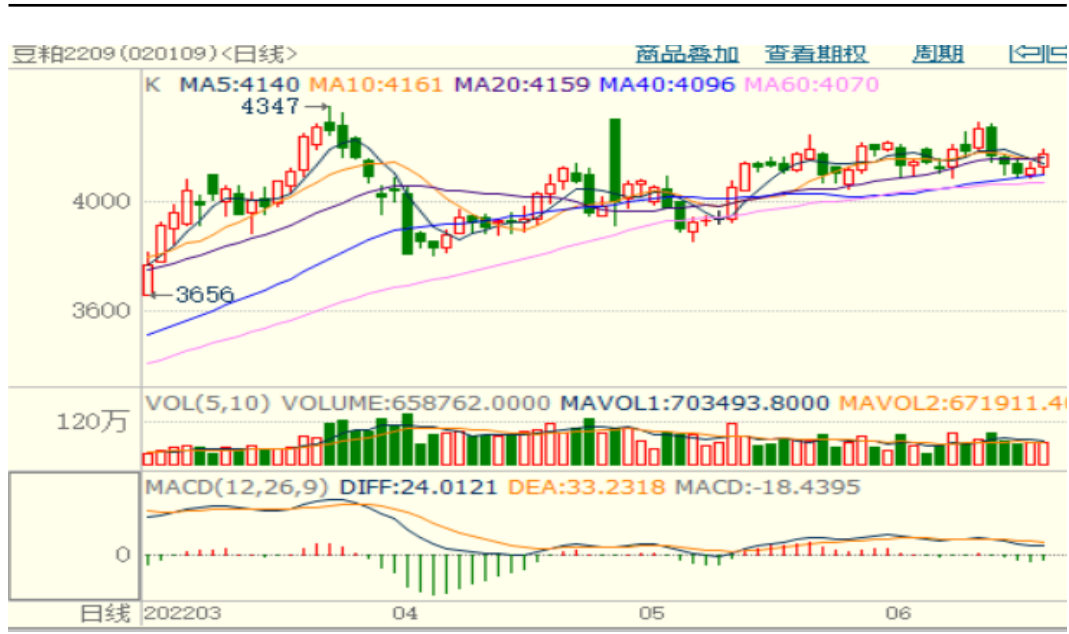 豆粕2209(020109)<日线> 商品叠加 查看期权 周期
K MA5:4140 MA10:4161 MA20:4159 MA40:4096 MA60:4070
4347
4000
3656
3600
VOL(5,10) VOLUME:658762.0000 MAVOL1:703493.8000 MAVOL2:671911.4
120万
MACD(12,26,9) DIFF:24.0121 DEA:33.2318 MACD:-18.4395
0
日线 202203 04 05 06